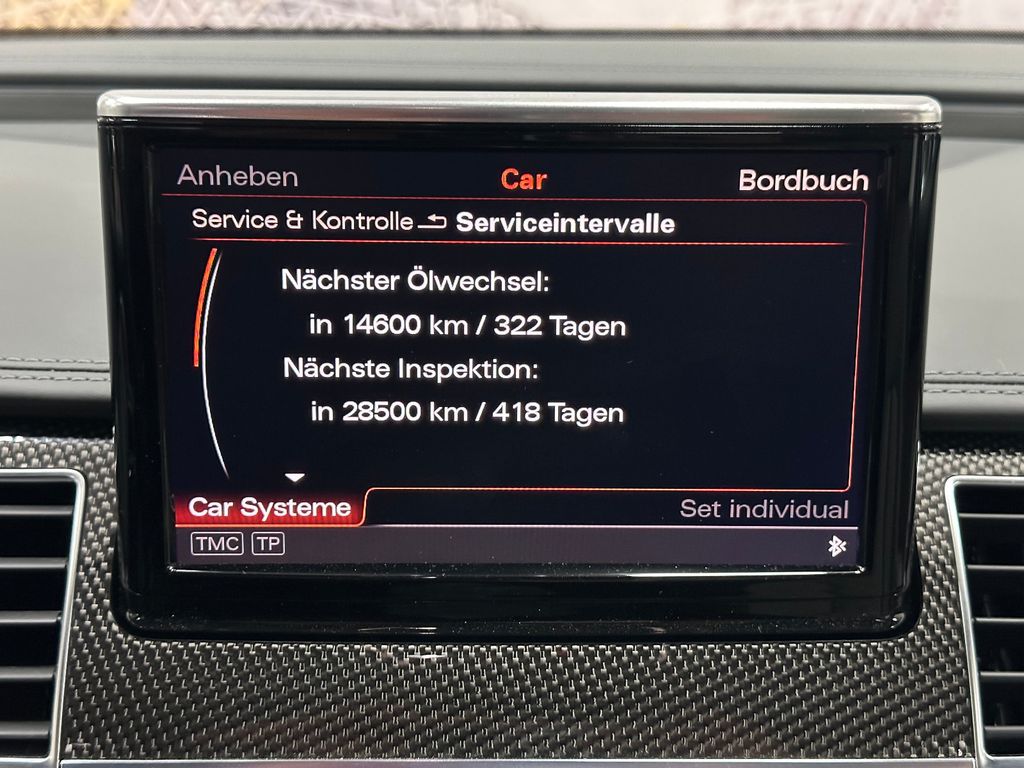 Anheben Car Bordbuch
Service & Kontrolle Serviceintervalle
Nächster Ölwechsel:
in 14600 km / 322 Tagen
Nächste Inspektion:
in 28500 km / 418 Tagen
Car Systeme Set individual
TMC TP